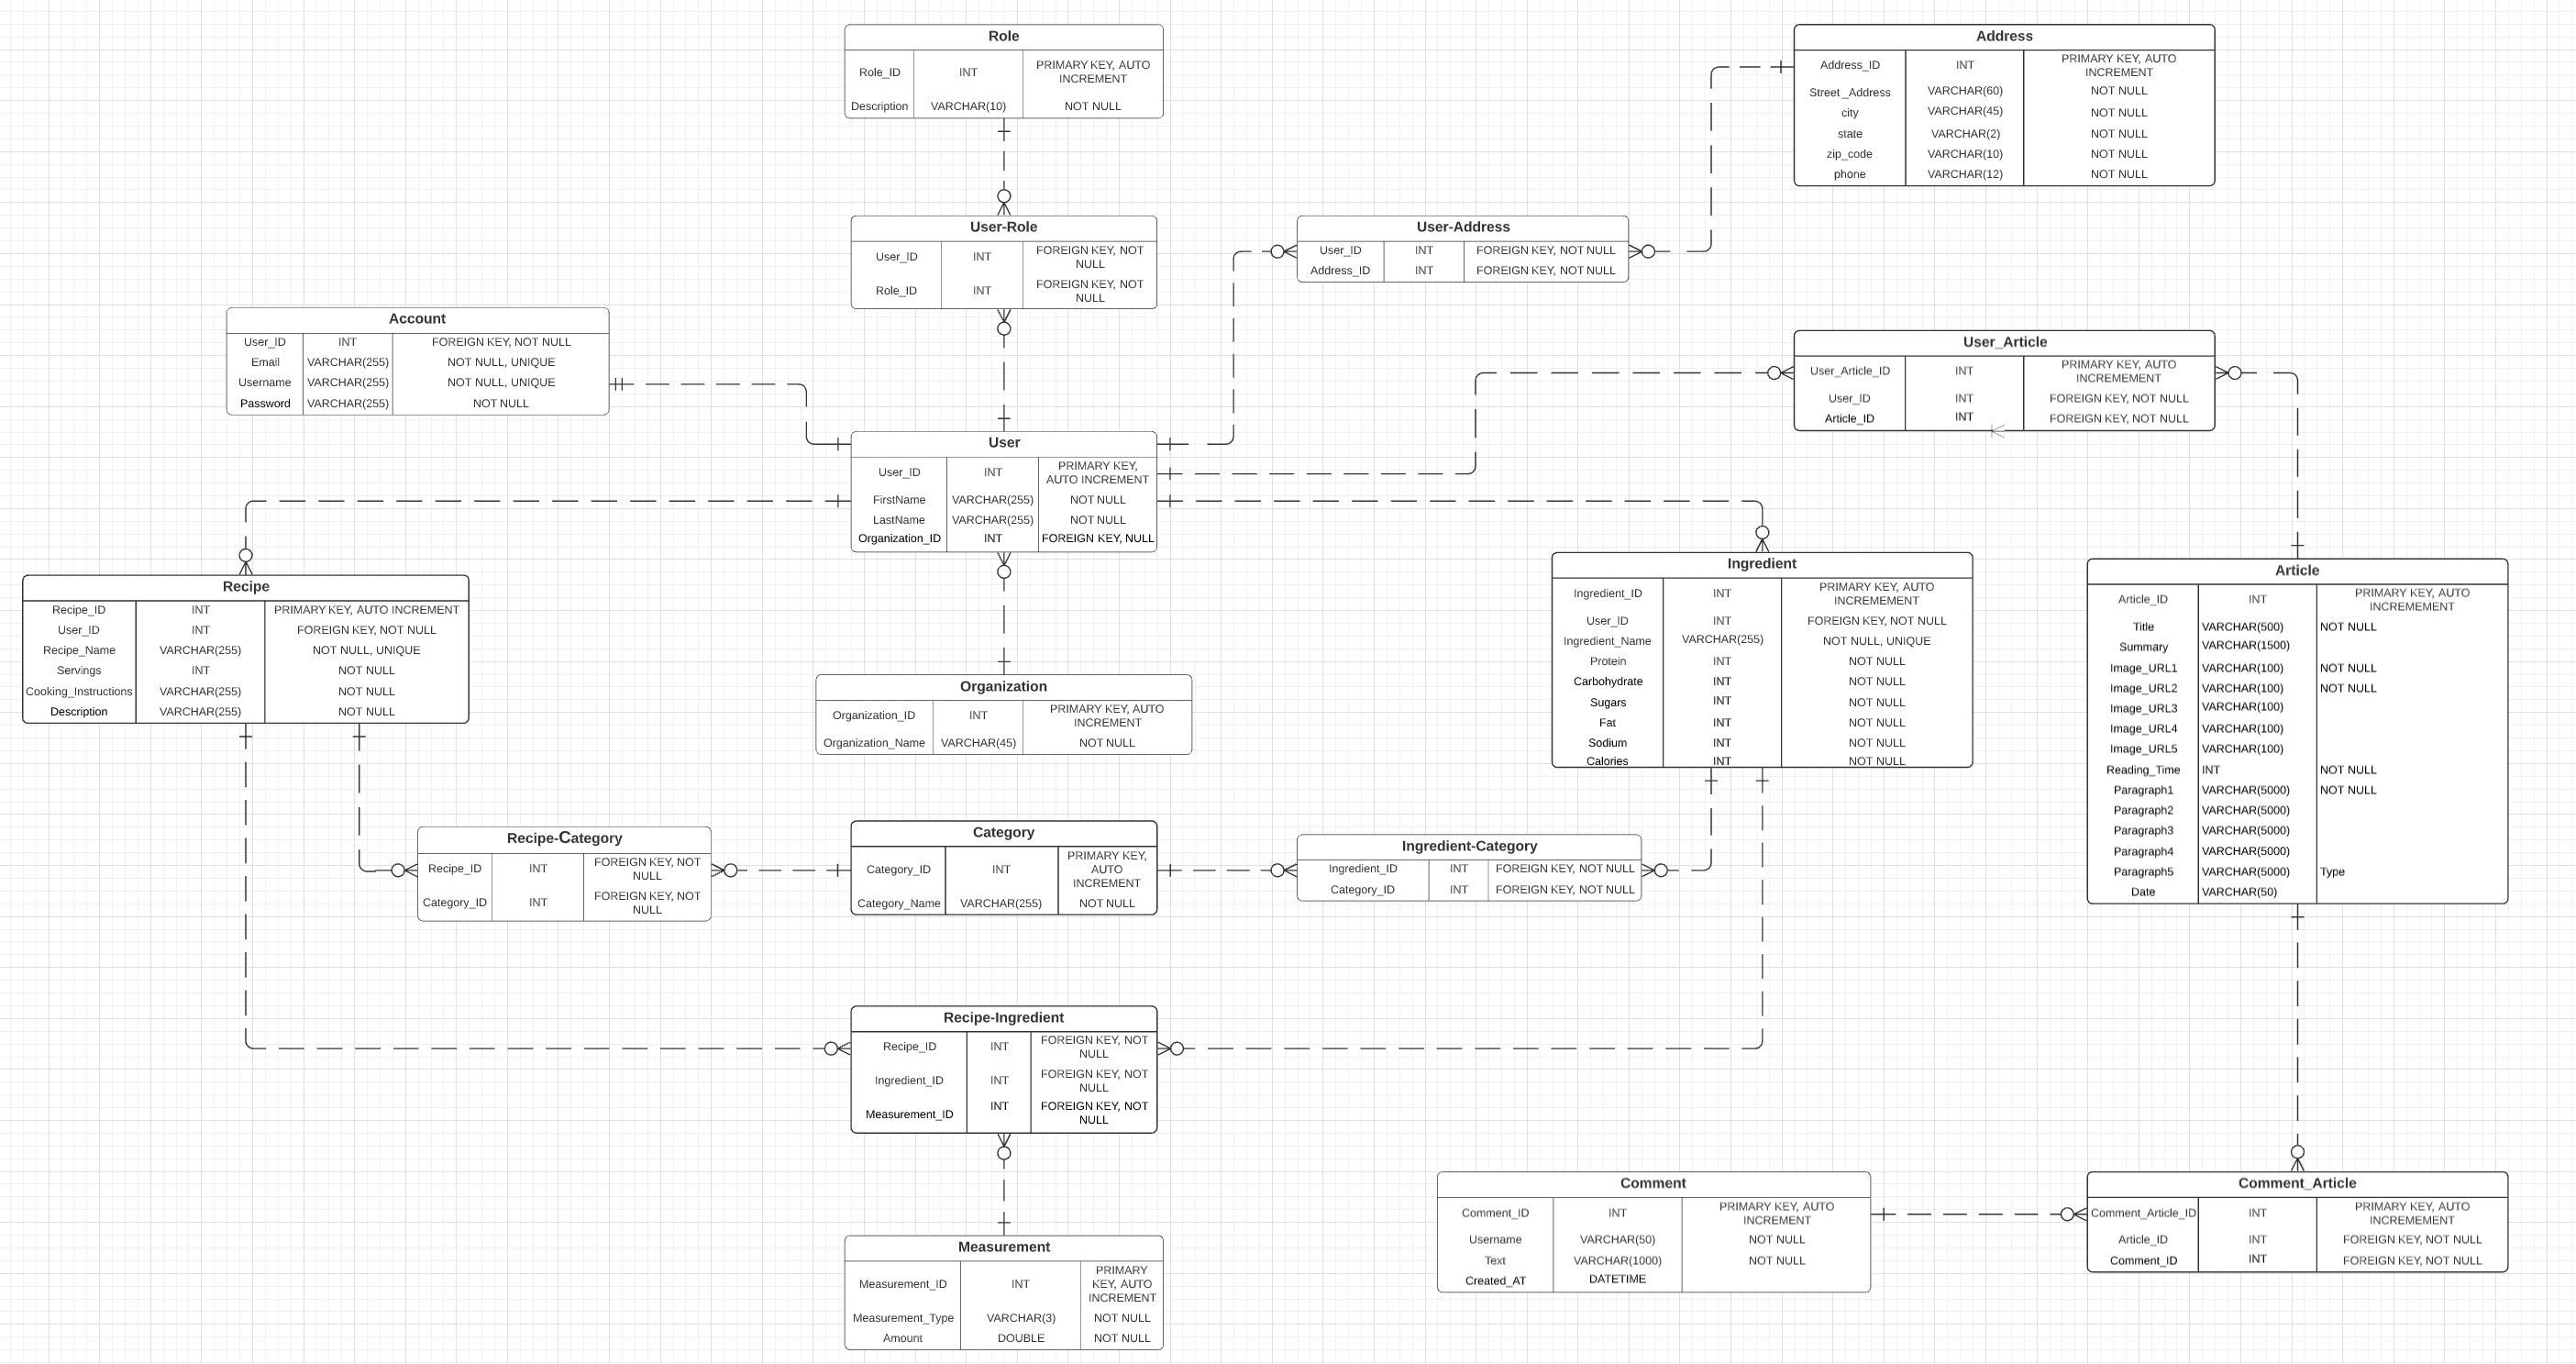 Role
Role_ID INT PRIMARY KEY, AUTO
INCREMENT
Description VARCHAR(10) NOT NULL
Address
Address_ID INT PRIMARY KEY, AUTO
INCREMENT
Street_Address VARCHAR(60) NOT NULL
city VARCHAR(45) NOT NULL
state VARCHAR(2) NOT NULL
zip_code VARCHAR(10) NOT NULL
phone VARCHAR(12) NOT NULL
User-Role
User_ID INT FOREIGN KEY, NOT
NULL
Role_ID INT FOREIGN KEY, NOT
NULL
User-Address
User_ID INT FOREIGN KEY, NOT NULL
Address_ID INT FOREIGN KEY, NOT NULL
Account
User_ID INT FOREIGN KEY, NOT NULL
Email VARCHAR(255) NOT NULL, UNIQUE
Username VARCHAR(255) NOT NULL, UNIQUE
Password VARCHAR(255) NOT NULL
User_Article
User_Article_ID INT PRIMARY KEY, AUTO
INCREMEMENT
User_ID INT FOREIGN KEY, NOT NULL
Article_ID INT FOREIGN KEY, NOT NULL
User
User_ID INT PRIMARY KEY,
AUTO INCREMENT
FirstName VARCHAR(255) NOT NULL
LastName VARCHAR(255) NOT NULL
Organization_ID INT FOREIGN KEY, NULL
Recipe
Recipe_ID INT PRIMARY KEY, AUTO INCREMENT
User_ID INT FOREIGN KEY, NOT NULL
Recipe_Name VARCHAR(255) NOT NULL, UNIQUE
Servings INT NOT NULL
Cooking_Instructions VARCHAR(255) NOT NULL
Description VARCHAR(255) NOT NULL
Organization
Organization_ID INT PRIMARY KEY, AUTO
INCREMENT
Organization_Name VARCHAR(45) NOT NULL
Ingredient
Ingredient_ID INT PRIMARY KEY, AUTO
INCREMEMENT
User_ID INT FOREIGN KEY, NOT NULL
Ingredient_Name VARCHAR(255) NOT NULL, UNIQUE
Protein INT NOT NULL
Carbohydrate INT NOT NULL
Sugars INT NOT NULL
Fat INT NOT NULL
Sodium INT NOT NULL
Calories INT NOT NULL
Article
Article_ID INT PRIMARY KEY, AUTO
INCREMEMENT
Title VARCHAR(500) NOT NULL
Summary VARCHAR(1500)
Image_URL1 VARCHAR(100) NOT NULL
Image_URL2 VARCHAR(100) NOT NULL
Image_URL3 VARCHAR(100)
Image_URL4 VARCHAR(100)
Image_URL5 VARCHAR(100)
Reading_Time INT NOT NULL
Paragraph1 VARCHAR(5000) NOT NULL
Paragraph2 VARCHAR(5000)
Paragraph3 VARCHAR(5000)
Paragraph4 VARCHAR(5000)
Paragraph5 VARCHAR(5000) Type
Date VARCHAR(50)
Recipe-Category
Recipe_ID INT FOREIGN KEY, NOT
NULL
Category_ID INT FOREIGN KEY, NOT
NULL
Category
Category_ID INT PRIMARY KEY,
AUTO
INCREMENT
Category_Name VARCHAR(255) NOT NULL
Ingredient-Category
Ingredient_ID INT FOREIGN KEY, NOT NULL
Category_ID INT FOREIGN KEY, NOT NULL
Recipe-Ingredient
Recipe_ID INT FOREIGN KEY, NOT
NULL
Ingredient_ID INT FOREIGN KEY, NOT
NULL
Measurement_ID INT FOREIGN KEY, NOT
NULL
Comment
Comment_ID INT PRIMARY KEY, AUTO
INCREMENT
Username VARCHAR(50) NOT NULL
Text VARCHAR(1000) NOT NULL
Created_AT DATETIME
Comment_Article
Comment_Article_ID INT PRIMARY KEY, AUTO
INCREMEMENT
Article_ID INT FOREIGN KEY, NOT NULL
Comment_ID INT FOREIGN KEY, NOT NULL
Measurement
Measurement_ID INT PRIMARY
KEY, AUTO
INCREMENT
Measurement_Type VARCHAR(3) NOT NULL
Amount DOUBLE NOT NULL